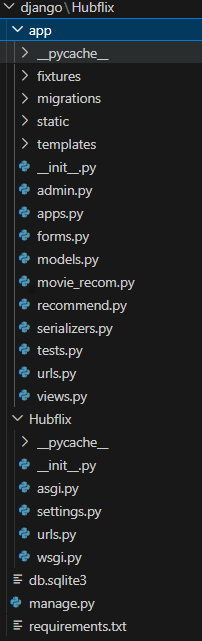 django\Hubflix
app
__pycache__
fixtures
migrations
static
templates
__init__.py
admin.py
apps.py
forms.py
models.py
movie_recom.py
recommend.py
serializers.py
tests.py
urls.py
views.py
Hubflix
__pycache__
__init__.py
asgi.py
settings.py
urls.py
wsgi.py
db.sqlite3
manage.py
requirements.txt